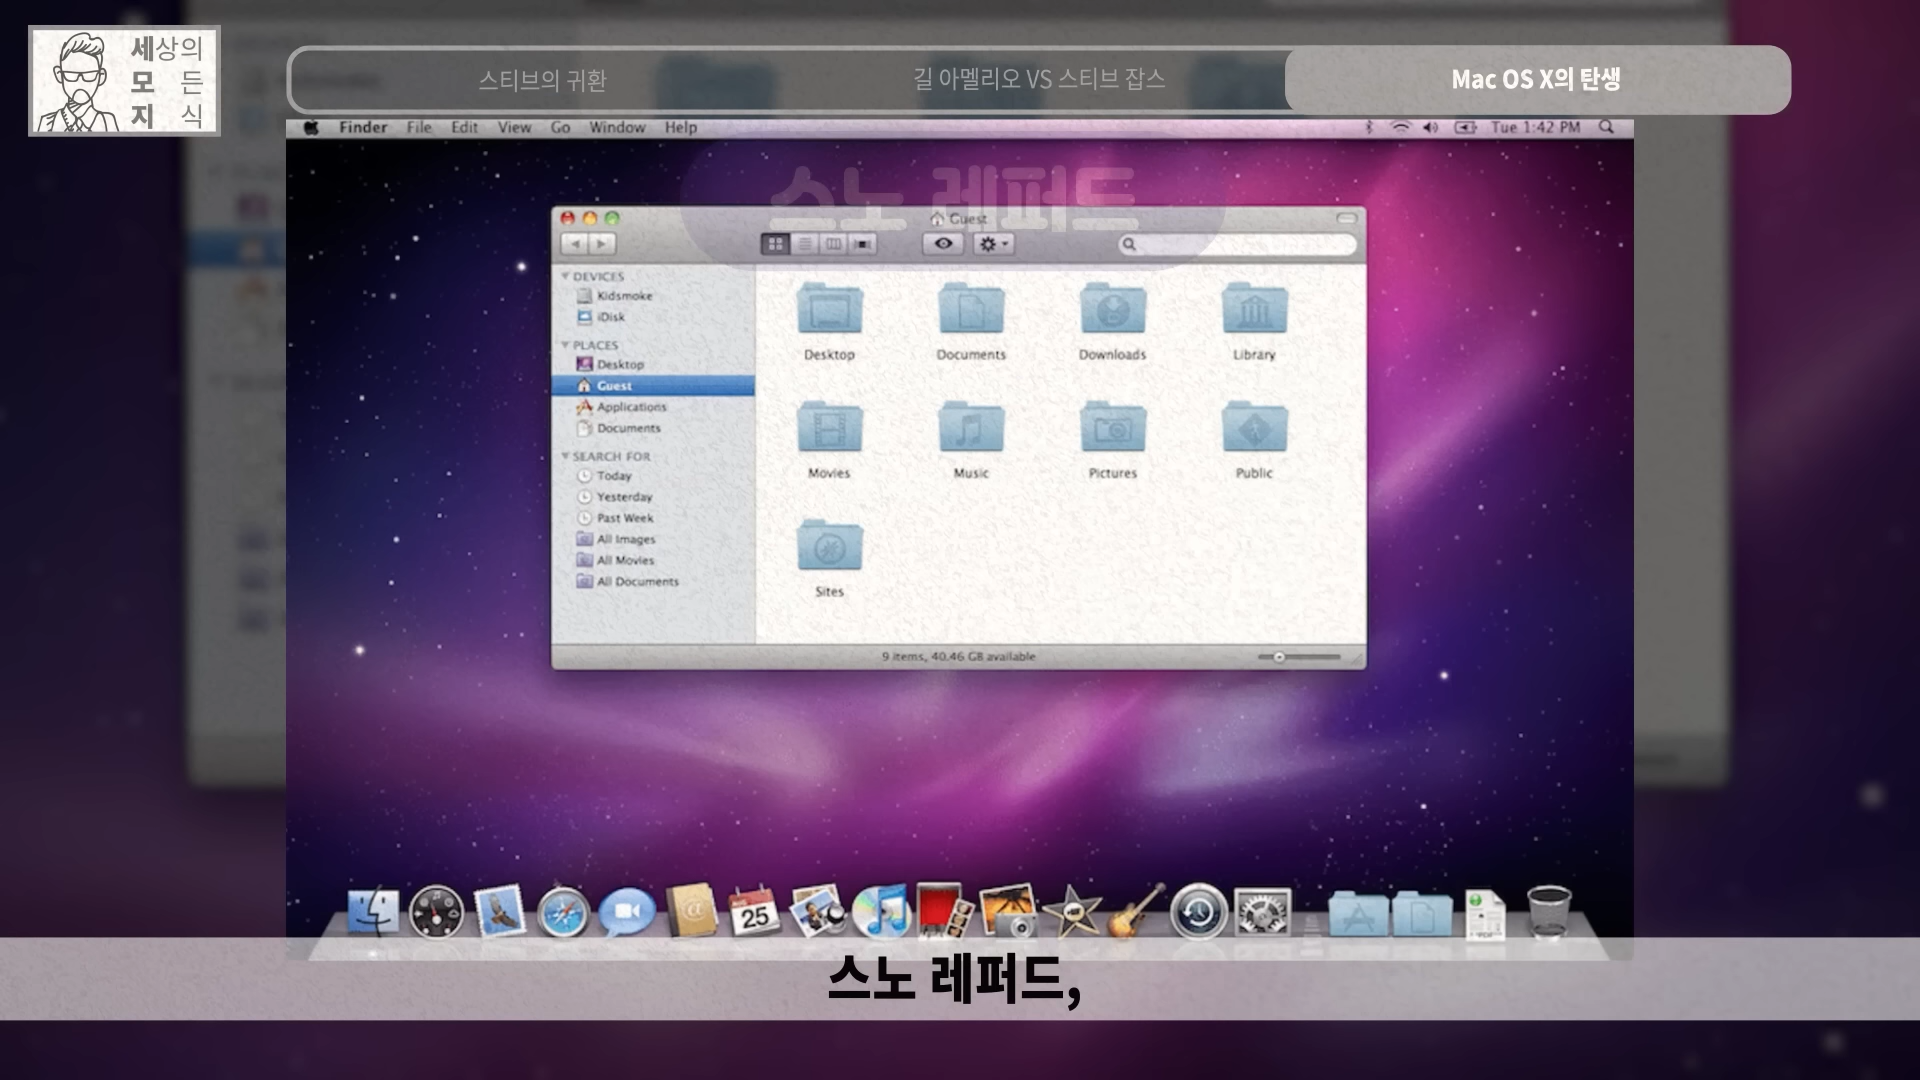 세상의
모든
지식
스티브의 귀환
길 아멜리오 VS 스티브 잡스
Mac OS X의 탄생
Finder File Edit View Go Window Help
Tue 1:42 PM
스노 레퍼드
Guest
DEVICES
Kidsmoke
iDisk
PLACES
Desktop
Guest
Applications
Documents
SEARCH FOR
Today
Yesterday
Past Week
All Images
All Movies
All Documents
Desktop Documents Downloads Library
Movies Music Pictures Public
Sites
9 items, 40.46 GB available
AUG
25
스노 레퍼드,